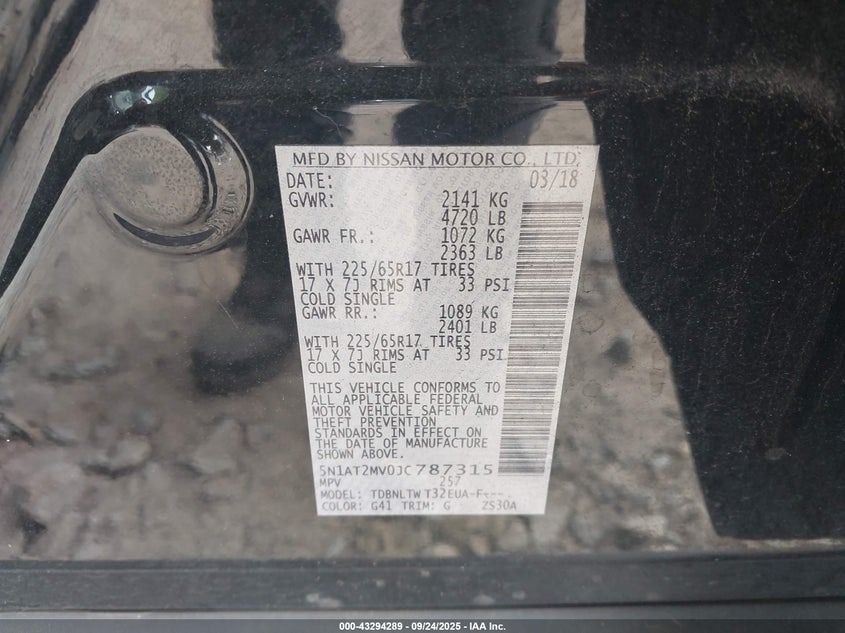 MFD BY NISSAN MOTOR CO., LTD.
DATE: 03/18
GVWR: 2141 KG
4720 LB
GAWR FR.: 1072 KG
2363 LB
WITH 225/65R17 TIRES
17 X 7J RIMS AT 33 PSI
COLD SINGLE
GAWR RR.: 1089 KG
2401 LB
WITH 225/65R17 TIRES
17 X 7J RIMS AT 33 PSI
COLD SINGLE
THIS VEHICLE CONFORMS TO
ALL APPLICABLE FEDERAL
MOTOR VEHICLE SAFETY AND
THEFT PREVENTION
STANDARDS IN EFFECT ON
THE DATE OF MANUFACTURE
SHOWN ABOVE.
5N1AT2MV0JC787315
MPV 257
MODEL: TDBNLTW T32EUA-F---
COLOR: G41 TRIM: G ZS30A
000-43294289 - 09/24/2025 - IAA Inc.